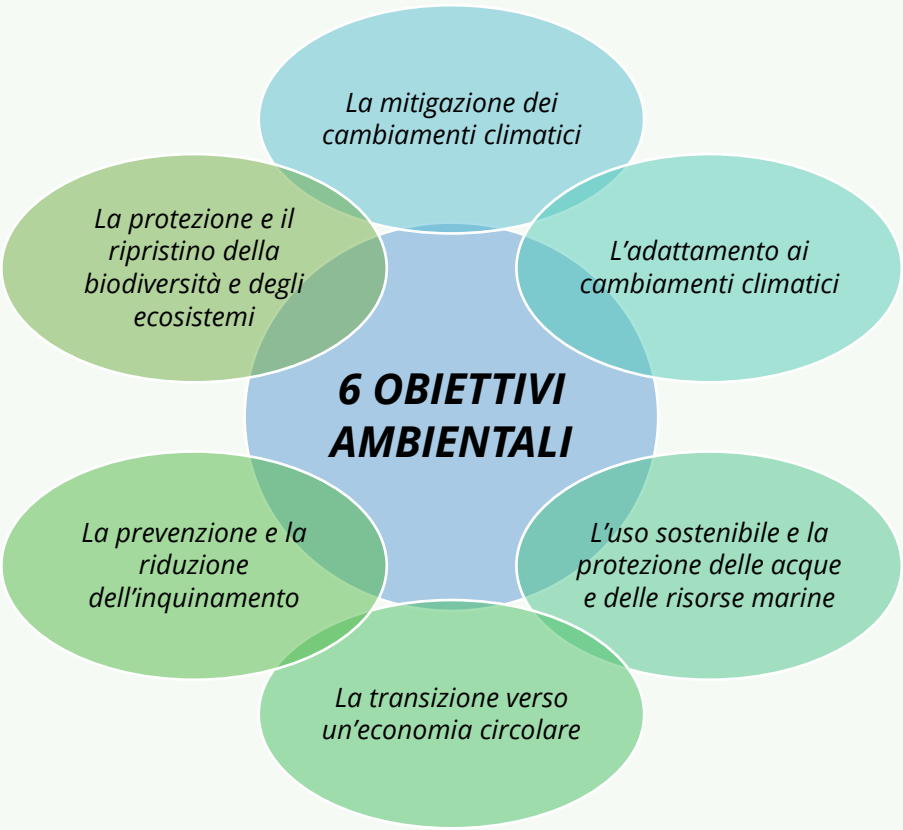 La mitigazione dei
cambiamenti climatici
L’adattamento ai
cambiamenti climatici
L’uso sostenibile e la
protezione delle acque
e delle risorse marine
La transizione verso
un’economia circolare
La prevenzione e la
riduzione
dell’inquinamento
La protezione e il
ripristino della
biodiversità e degli
ecosistemi
6 OBIETTIVI
AMBIENTALI